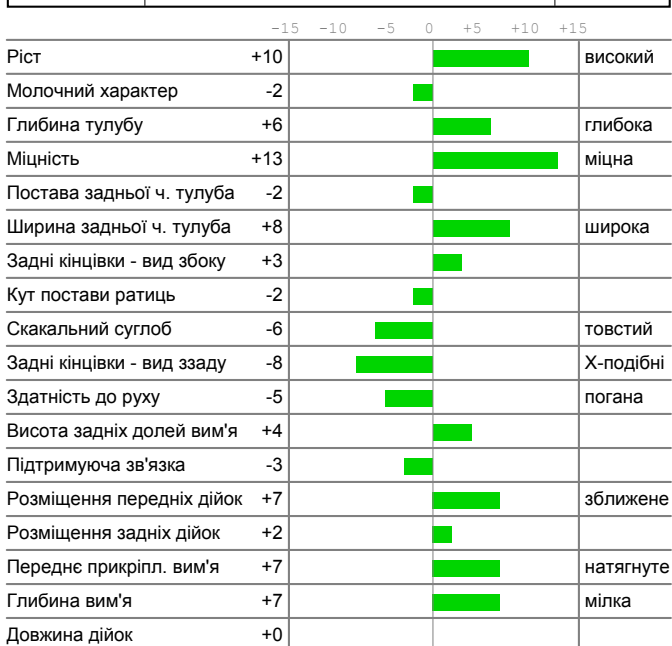 -15 -10 -5 0 +5 +10 +15
Ріст +10 високий
Молочний характер -2
Глибина тулубу +6 глибока
Міцність +13 міцна
Постава задньої ч. тулуба -2
Ширина задньої ч. тулуба +8 широка
Задні кінцівки - вид збоку +3
Кут постави ратиць -2
Скакальний суглоб -6 товстий
Задні кінцівки - вид ззаду -8 Х-подібні
Здатність до руху -5 погана
Висота задніх долей вим'я +4
Підтримуюча зв'язка -3
Розміщення передніх дійок +7 зближене
Розміщення задніх дійок +2
Переднє прикріпл. вим'я +7 натягнуте
Глибина вим'я +7 мілка
Довжина дійок +0